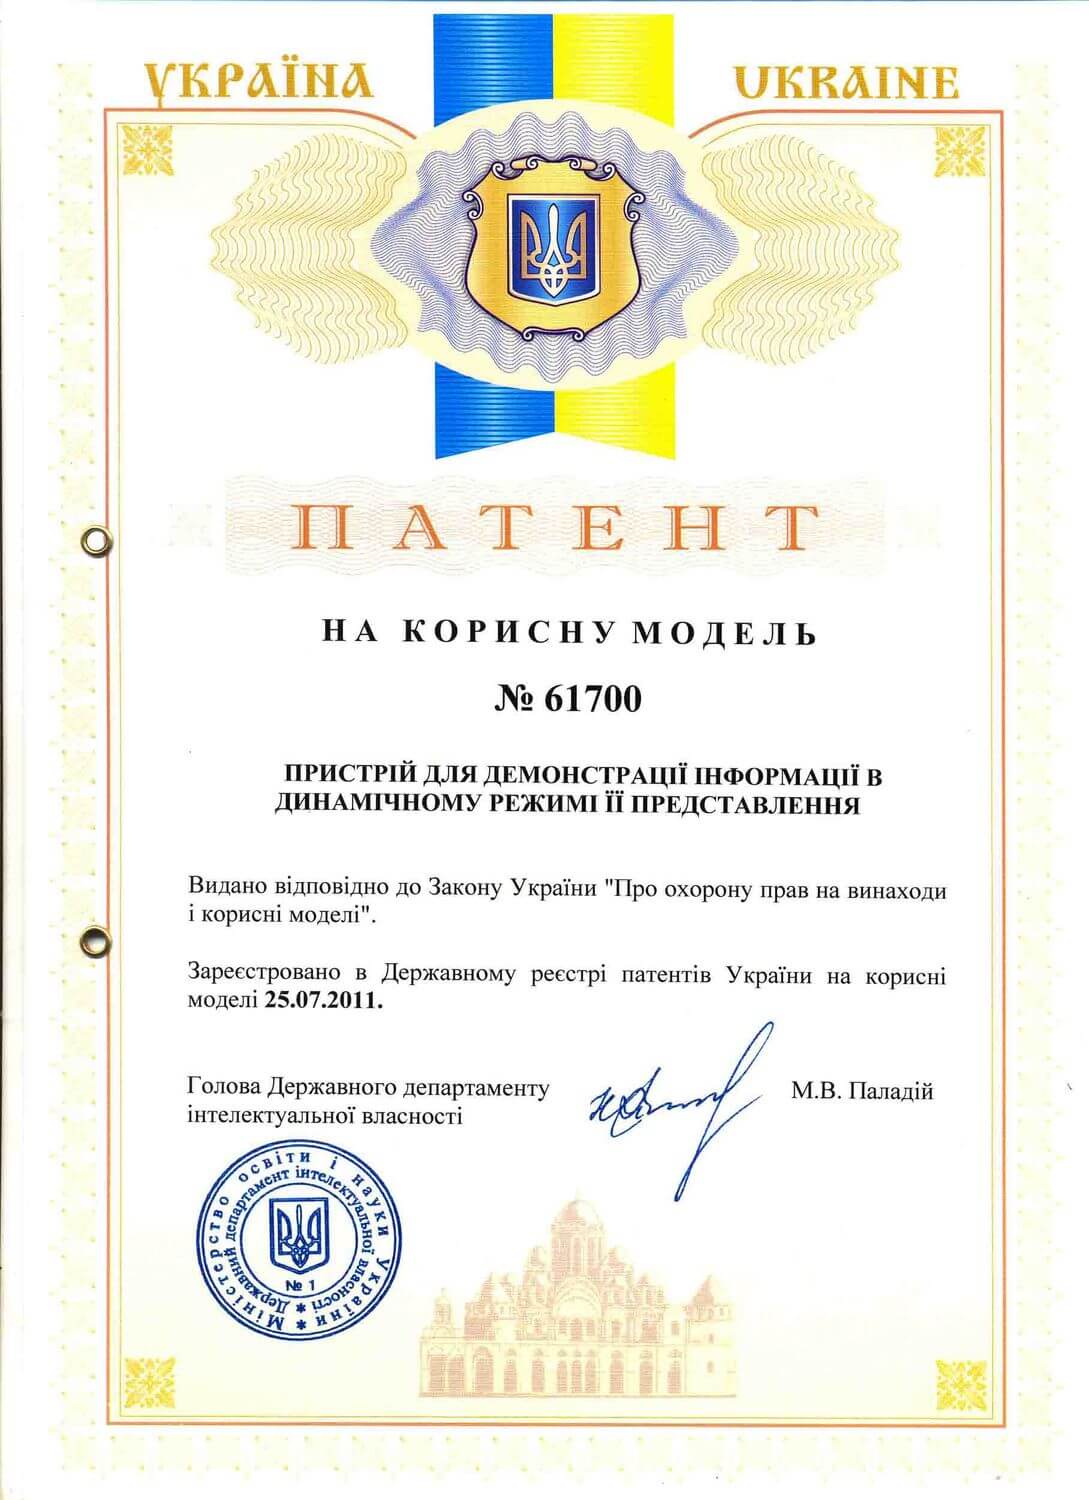 УКРАЇНА
UKRAINE
ПАТЕНТ
НА КОРИСНУ МОДЕЛЬ
№ 61700
ПРИСТРІЙ ДЛЯ ДЕМОНСТРАЦІЇ ІНФОРМАЦІЇ В
ДИНАМІЧНОМУ РЕЖИМІ ЇЇ ПРЕДСТАВЛЕННЯ
Видано відповідно до Закону України "Про охорону прав на винаходи
і корисні моделі".
Зареєстровано в Державному реєстрі патентів України на корисні
моделі 25.07.2011.
Голова Державного департаменту
інтелектуальної власності
М.В. Паладій
Міністерство освіти і науки України *
Державний департамент інтелектуальної власності *
№ 1